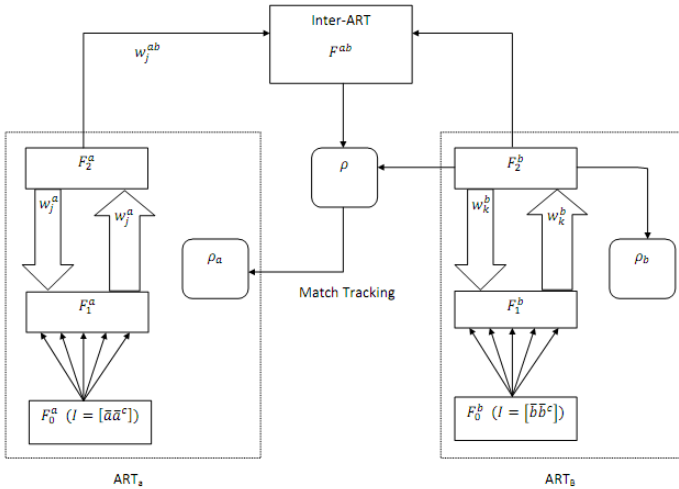 Inter-ART
F^{ab}
w_j^{ab}
F_2^a
ρ
F_2^b
w_j^a
w_j^a
w_k^b
w_k^b
ρ_a
ρ_b
Match Tracking
F_1^a
F_1^b
F_0^a (I = [āā^c])
F_0^b (I = [b̄b̄^c])
ART_a
ART_B